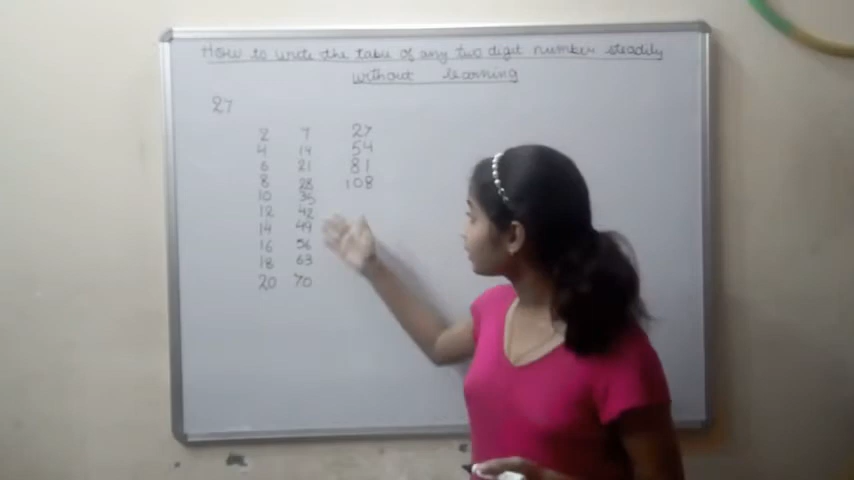 How to write the table of any two digit number steadily
without learning
27
2 7 27
4 14 54
6 21 81
8 28 108
10 35
12 42
14 49
16 56
18 63
20 70